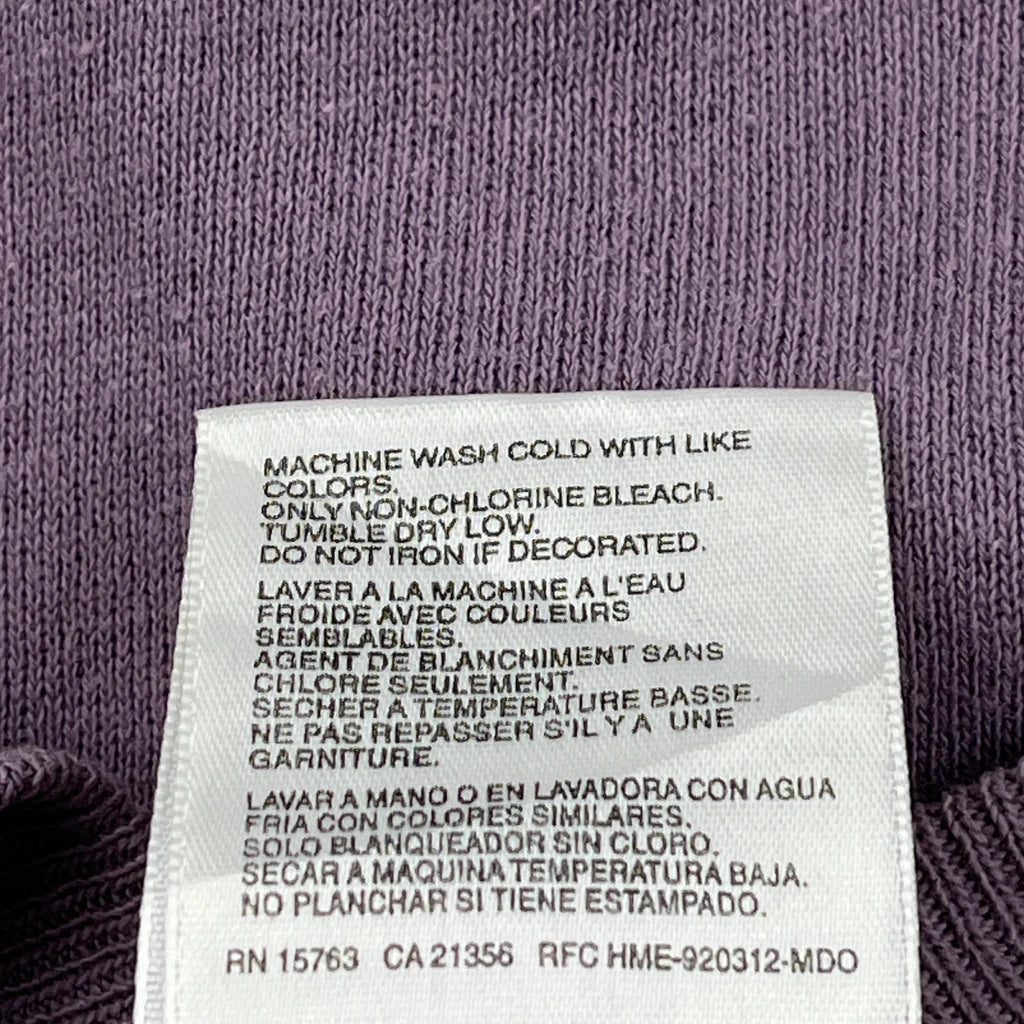 MACHINE WASH COLD WITH LIKE
COLORS.
ONLY NON-CHLORINE BLEACH.
TUMBLE DRY LOW.
DO NOT IRON IF DECORATED.
LAVER A LA MACHINE A L'EAU
FROIDE AVEC COULEURS
SEMBLABLES.
AGENT DE BLANCHIMENT SANS
CHLORE SEULEMENT.
SECHER A TEMPERATURE BASSE.
NE PAS REPASSER S'IL Y A UNE
GARNITURE.
LAVAR A MANO O EN LAVADORA CON AGUA
FRIA CON COLORES SIMILARES.
SOLO BLANQUEADOR SIN CLORO.
SECAR A MAQUINA TEMPERATURA BAJA.
NO PLANCHAR SI TIENE ESTAMPADO.
RN 15763 CA 21356 RFC HME-920312-MDO